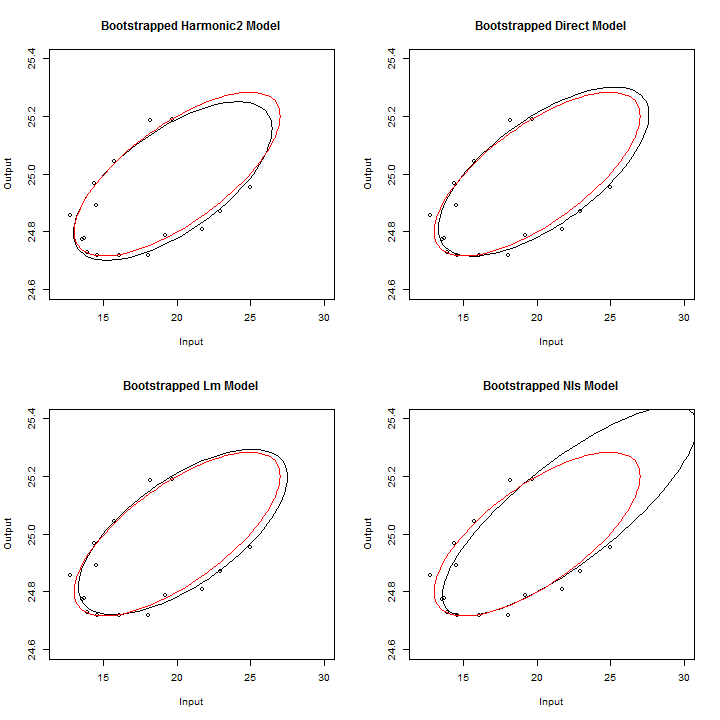 Bootstrapped Harmonic2 Model
Output
25.4
25.2
25.0
24.8
24.6
15 20 25 30
Input
Bootstrapped Direct Model
Output
25.4
25.2
25.0
24.8
24.6
15 20 25 30
Input
Bootstrapped Lm Model
Output
25.4
25.2
25.0
24.8
24.6
15 20 25 30
Input
Bootstrapped Nls Model
Output
25.4
25.2
25.0
24.8
24.6
15 20 25 30
Input